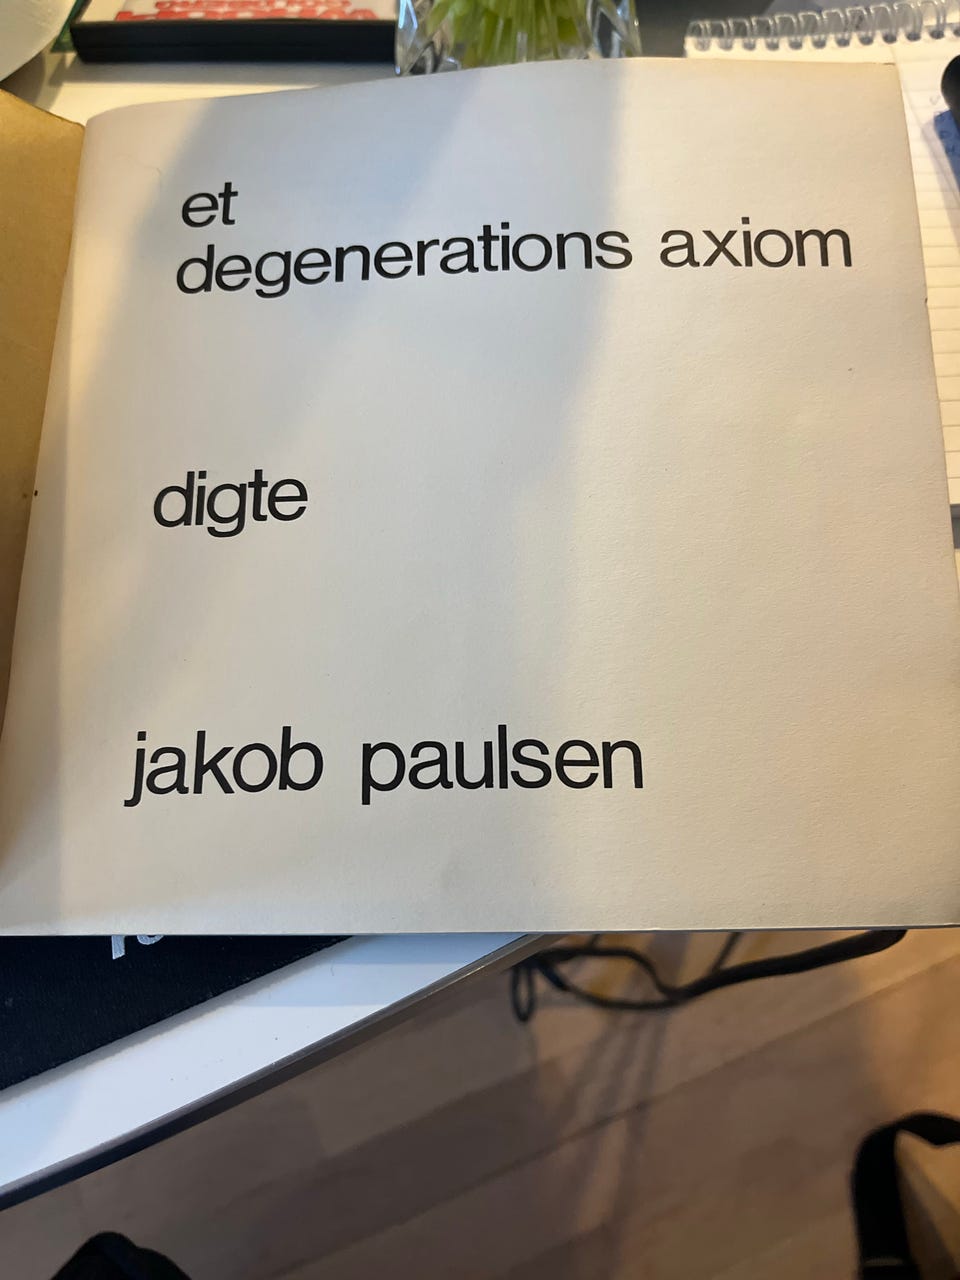 et
degenerations axiom
digte
jakob paulsen